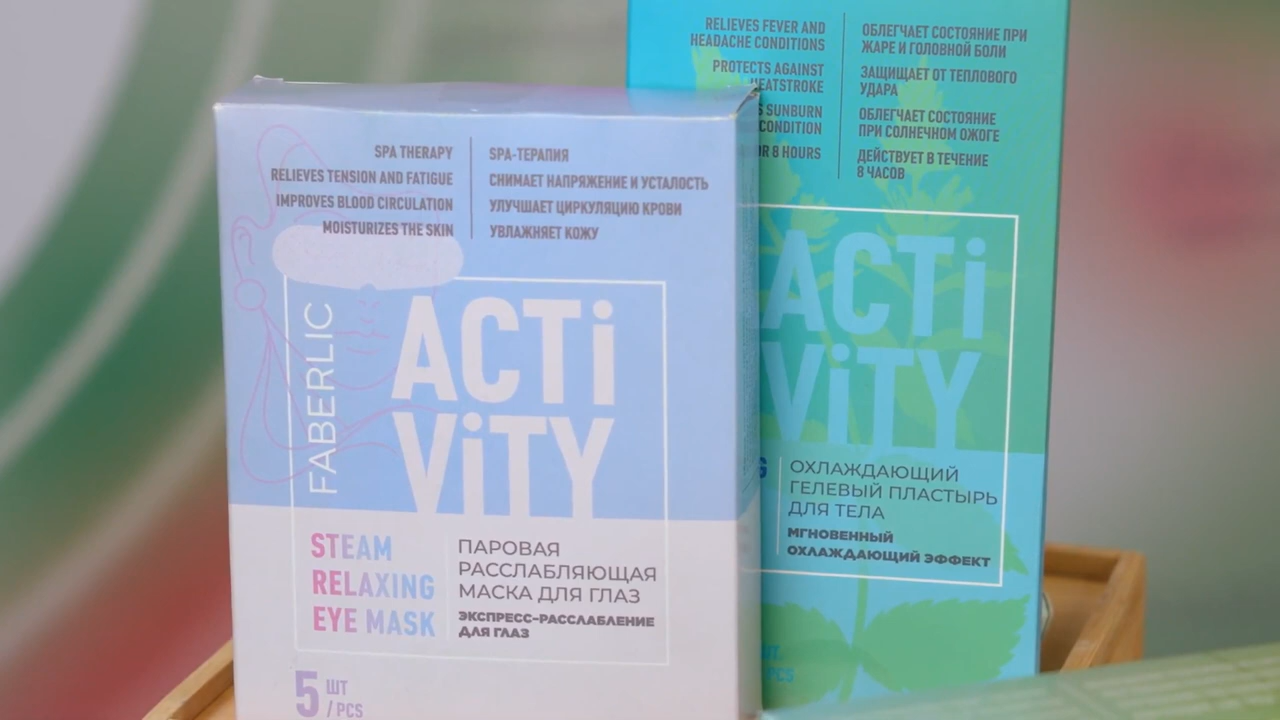 SPA THERAPY
RELIEVES TENSION AND FATIGUE
IMPROVES BLOOD CIRCULATION
MOISTURIZES THE SKIN
SPA-ТЕРАПИЯ
СНИМАЕТ НАПРЯЖЕНИЕ И УСТАЛОСТЬ
УЛУЧШАЕТ ЦИРКУЛЯЦИЮ КРОВИ
УВЛАЖНЯЕТ КОЖУ
FABERLIC
ACTi
ViTY
STEAM
RELAXING
EYE MASK
ПАРОВАЯ
РАССЛАБЛЯЮЩАЯ
МАСКА ДЛЯ ГЛАЗ
ЭКСПРЕСС-РАССЛАБЛЕНИЕ
ДЛЯ ГЛАЗ
5 ШТ
/ PCS
RELIEVES FEVER AND
HEADACHE CONDITIONS
PROTECTS AGAINST
SUNBURN
CONDITION
8 HOURS
ОБЛЕГЧАЕТ СОСТОЯНИЕ ПРИ
ЖАРЕ И ГОЛОВНОЙ БОЛИ
ЗАЩИЩАЕТ ОТ ТЕПЛОВОГО
УДАРА
ОБЛЕГЧАЕТ СОСТОЯНИЕ
ПРИ СОЛНЕЧНОМ ОЖОГЕ
ДЕЙСТВУЕТ В ТЕЧЕНИЕ
8 ЧАСОВ
ACTi
ViTY
ОХЛАЖДАЮЩИЙ
ГЕЛЕВЫЙ ПЛАСТЫРЬ
ДЛЯ ТЕЛА
МГНОВЕННЫЙ
ОХЛАЖДАЮЩИЙ ЭФФЕКТ
ШТ
PCS